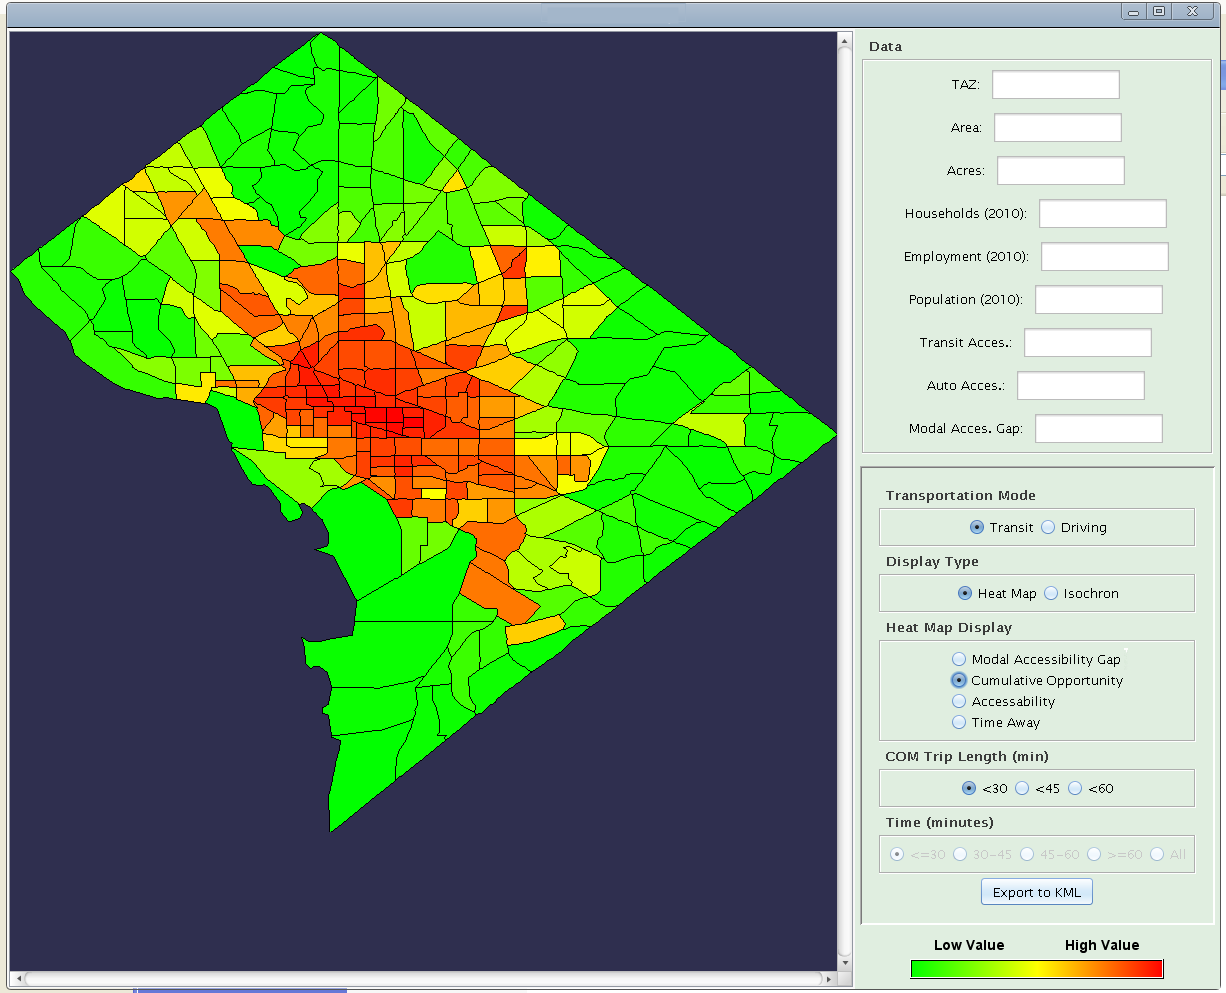 Data
TAZ:
Area:
Acres:
Households (2010):
Employment (2010):
Population (2010):
Transit Acces.:
Auto Acces.:
Modal Acces. Gap:
Transportation Mode
Transit Driving
Display Type
Heat Map Isochron
Heat Map Display
Modal Accessibility Gap
Cumulative Opportunity
Accessability
Time Away
COM Trip Length (min)
<30 <45 <60
Time (minutes)
<=30 30-45 45-60 >=60 All
Export to KML
Low Value High Value